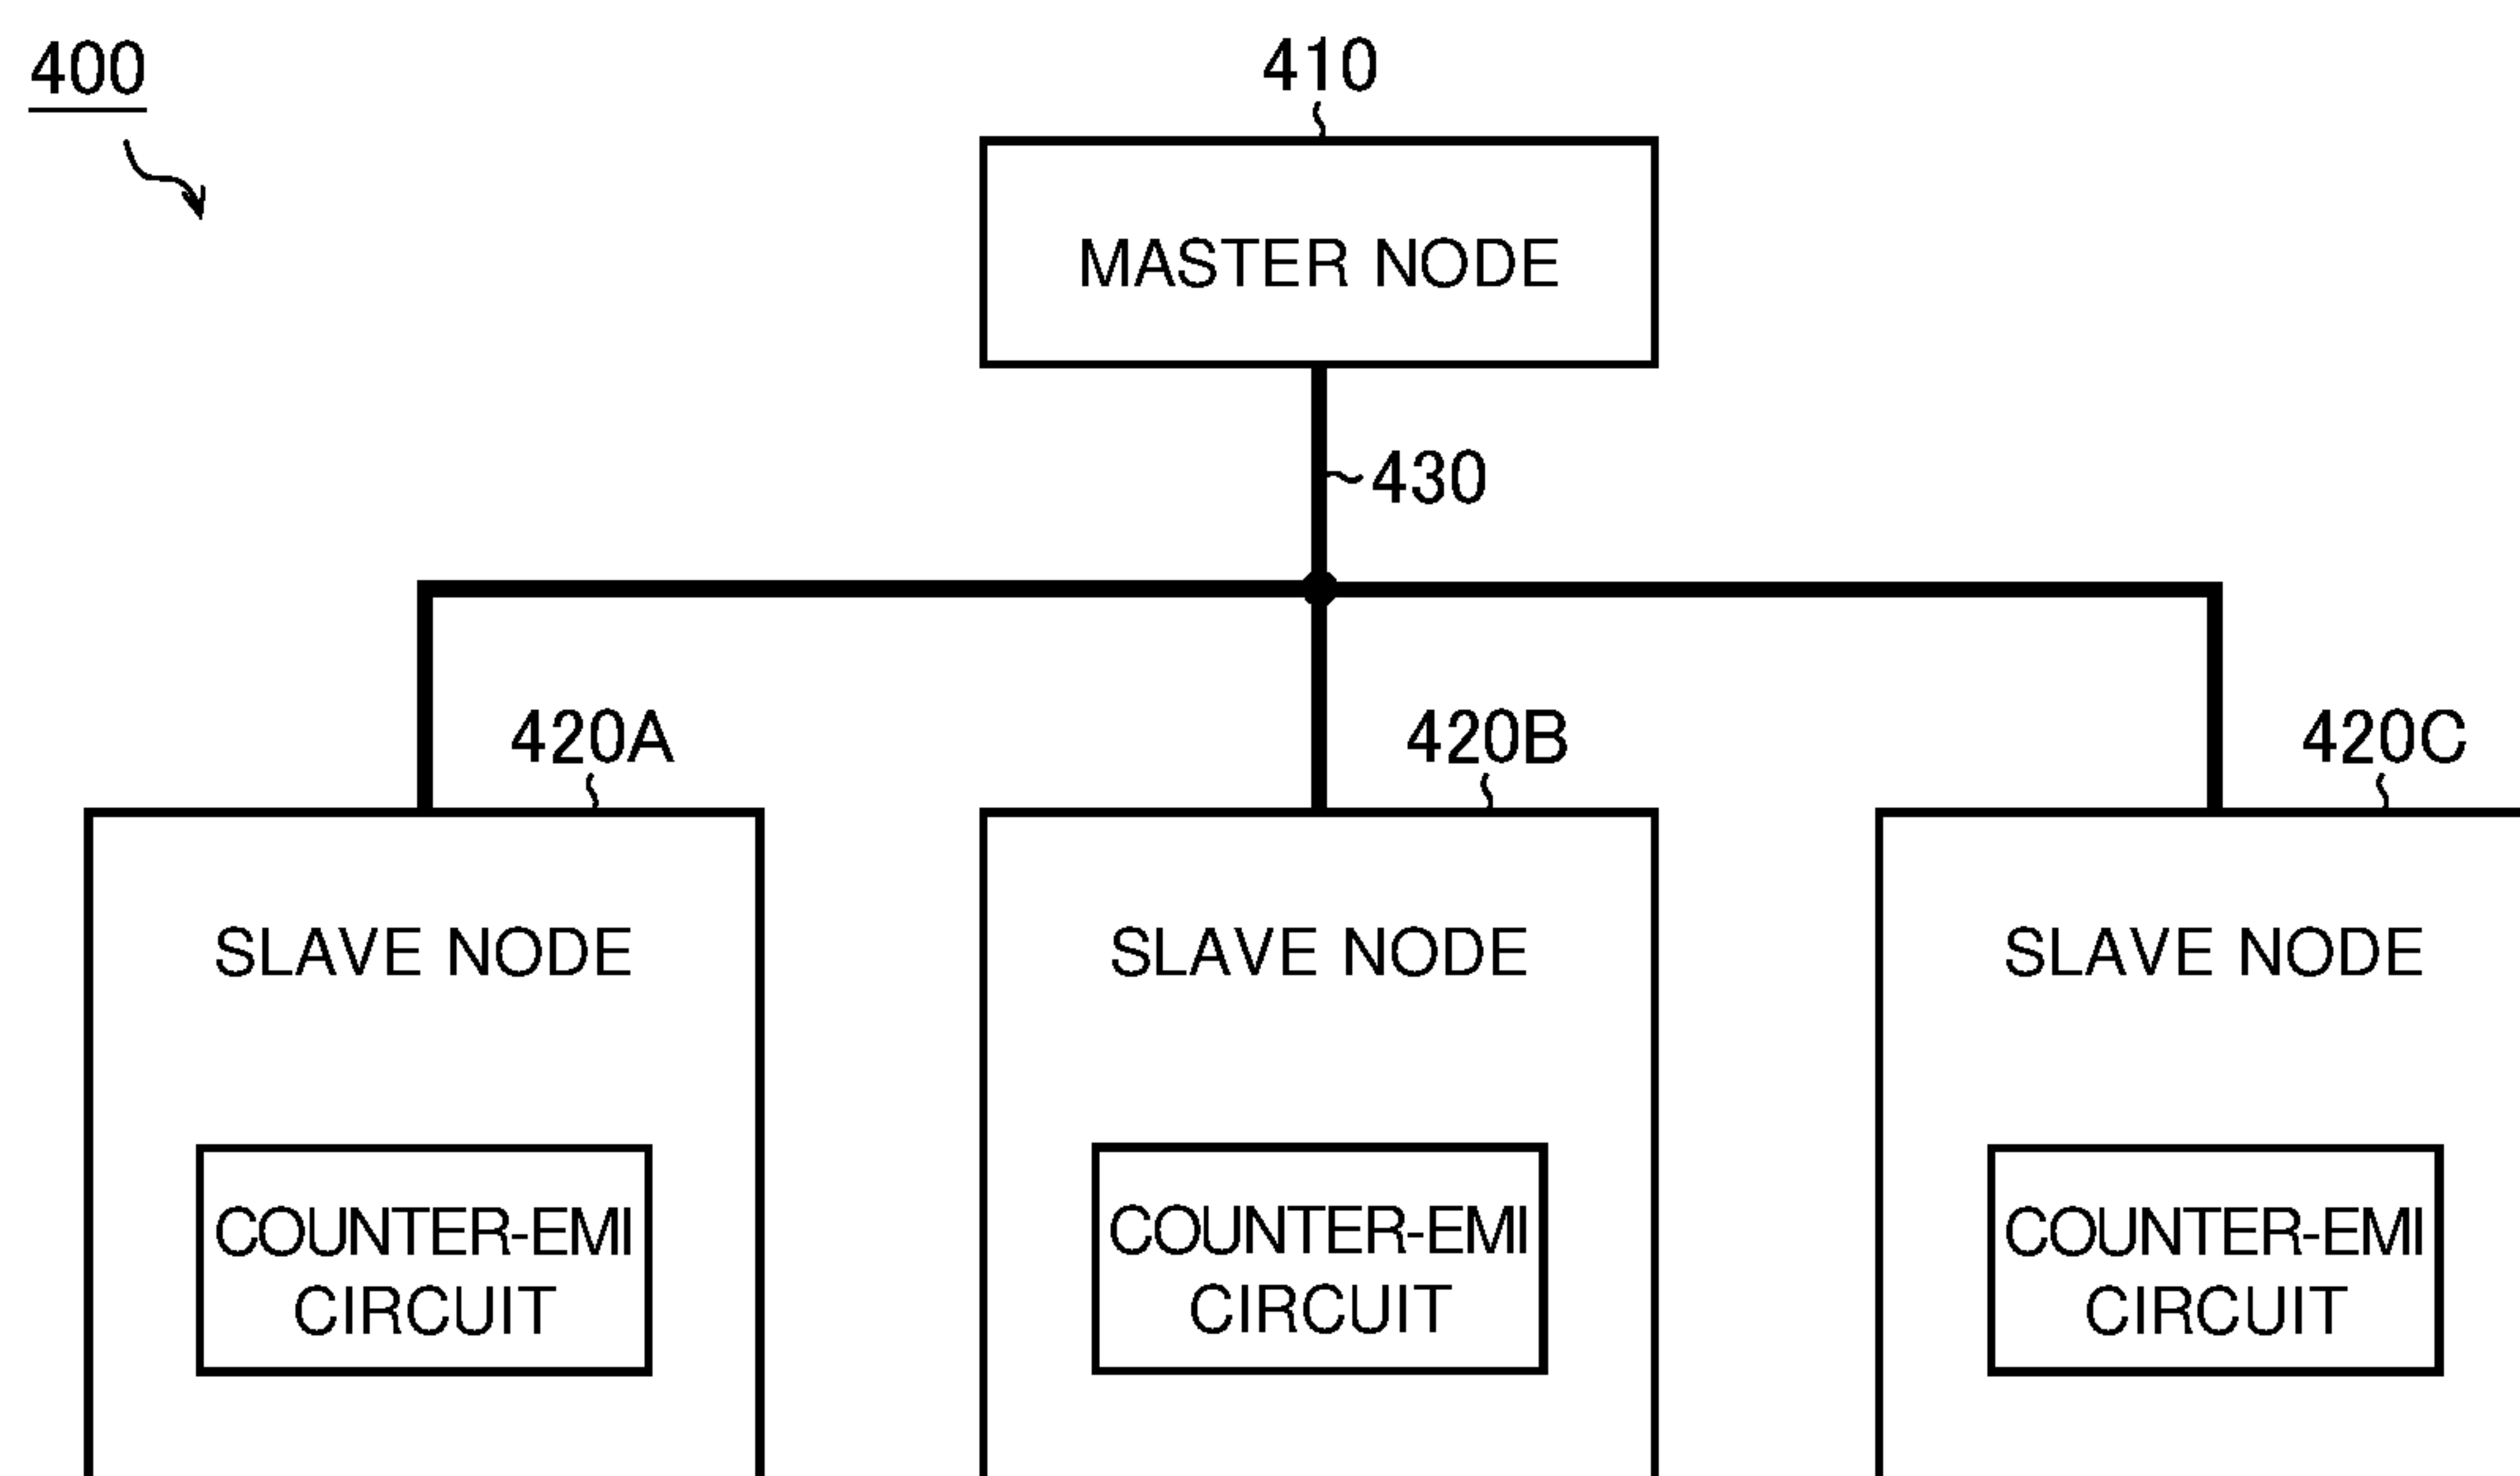 400
410
MASTER NODE
430
420A
420B
420C
SLAVE NODE
SLAVE NODE
SLAVE NODE
COUNTER-EMI
CIRCUIT
COUNTER-EMI
CIRCUIT
COUNTER-EMI
CIRCUIT